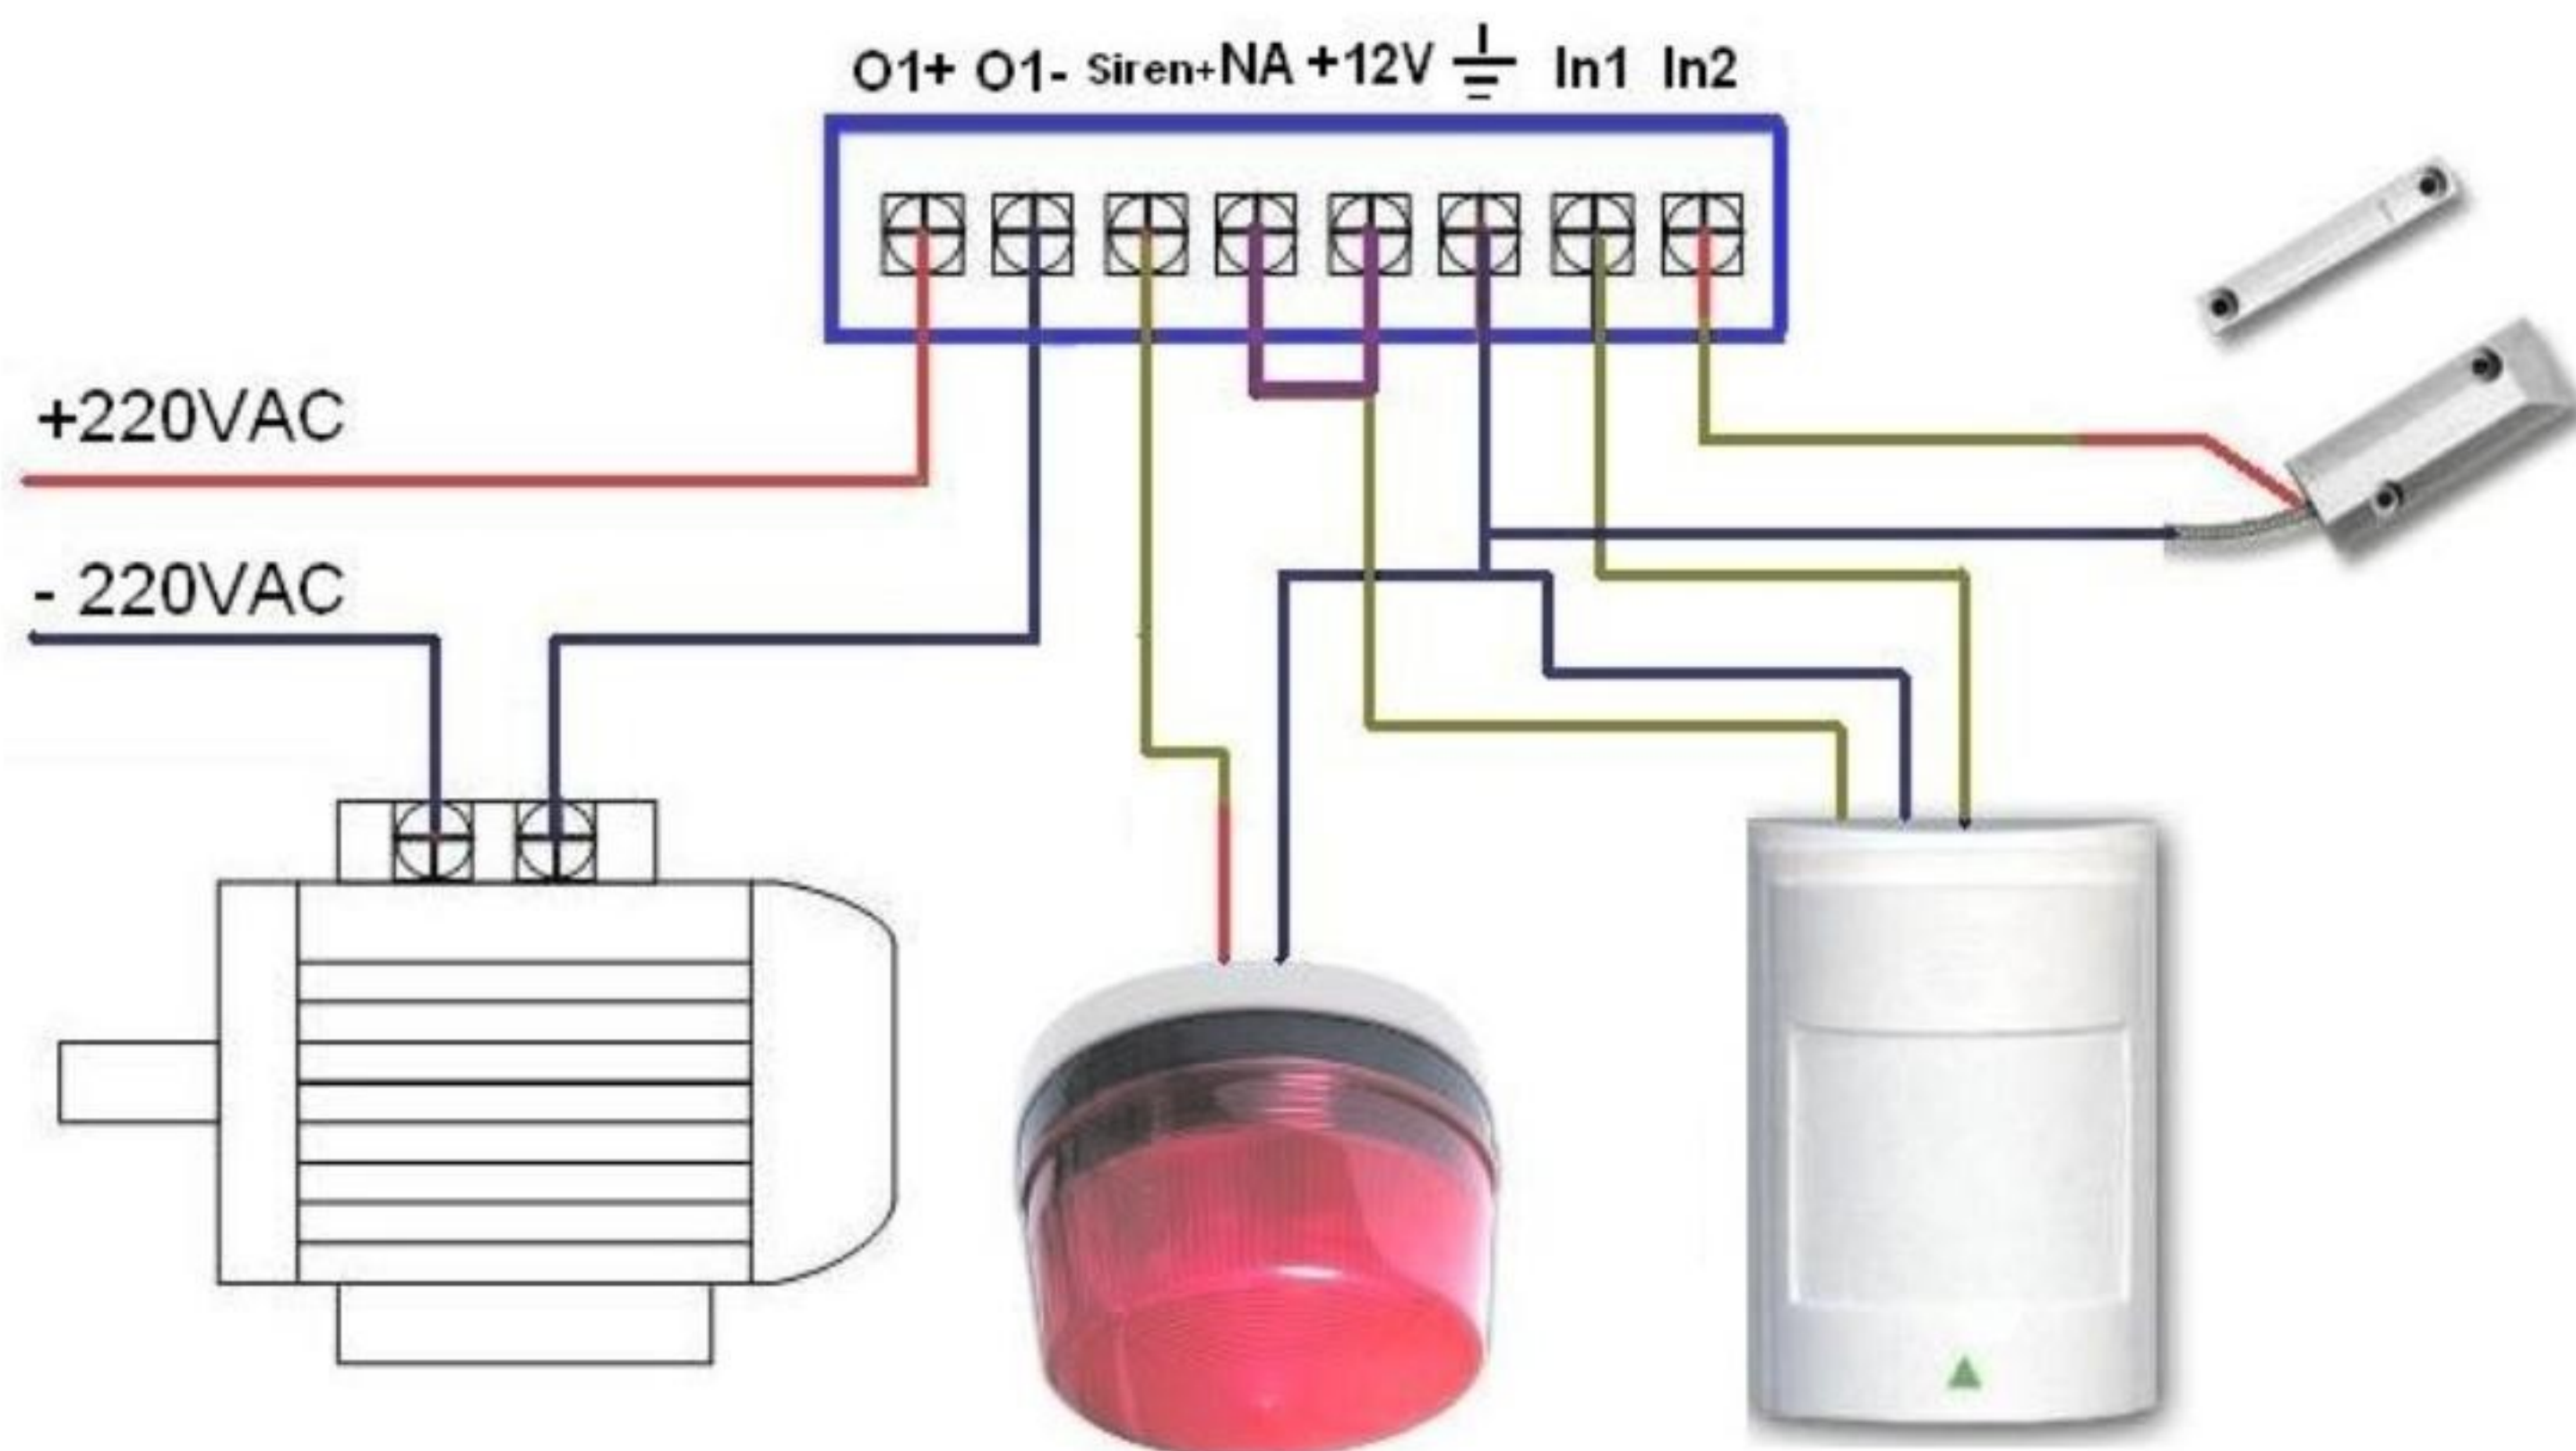 O1+ O1- Siren+ NA +12V In1 In2
+220VAC
- 220VAC